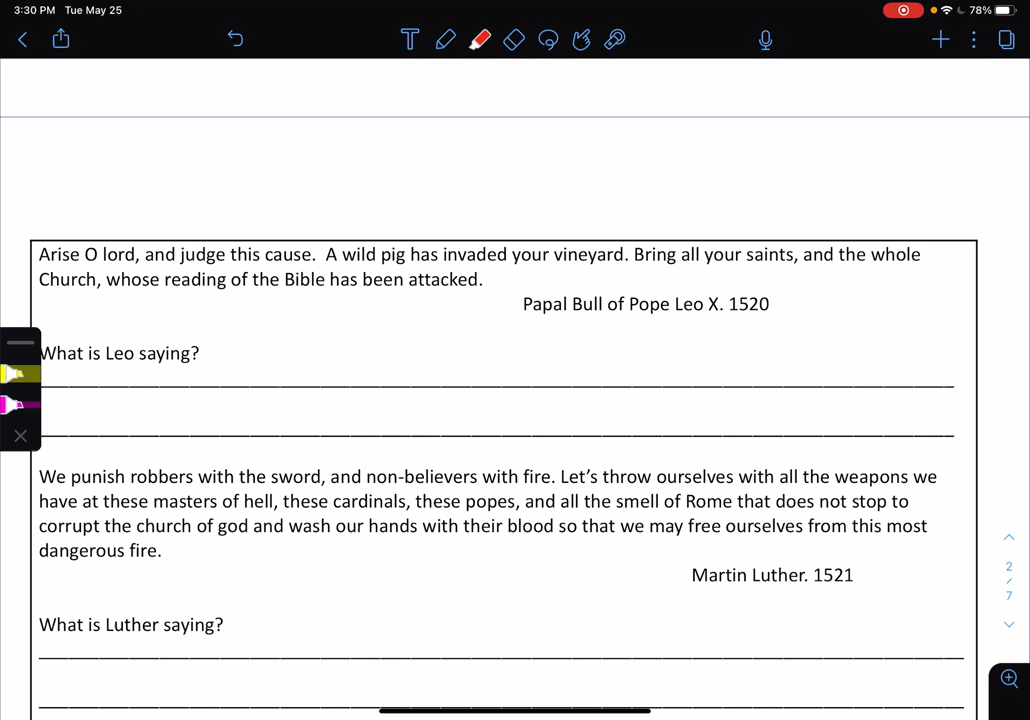 3:30 PM Tue May 25 78%
T
Arise O lord, and judge this cause.  A wild pig has invaded your vineyard. Bring all your saints, and the whole
Church, whose reading of the Bible has been attacked.
Papal Bull of Pope Leo X. 1520
What is Leo saying?
We punish robbers with the sword, and non-believers with fire. Let’s throw ourselves with all the weapons we
have at these masters of hell, these cardinals, these popes, and all the smell of Rome that does not stop to
corrupt the church of god and wash our hands with their blood so that we may free ourselves from this most
dangerous fire.
Martin Luther. 1521
What is Luther saying?
2
/
7